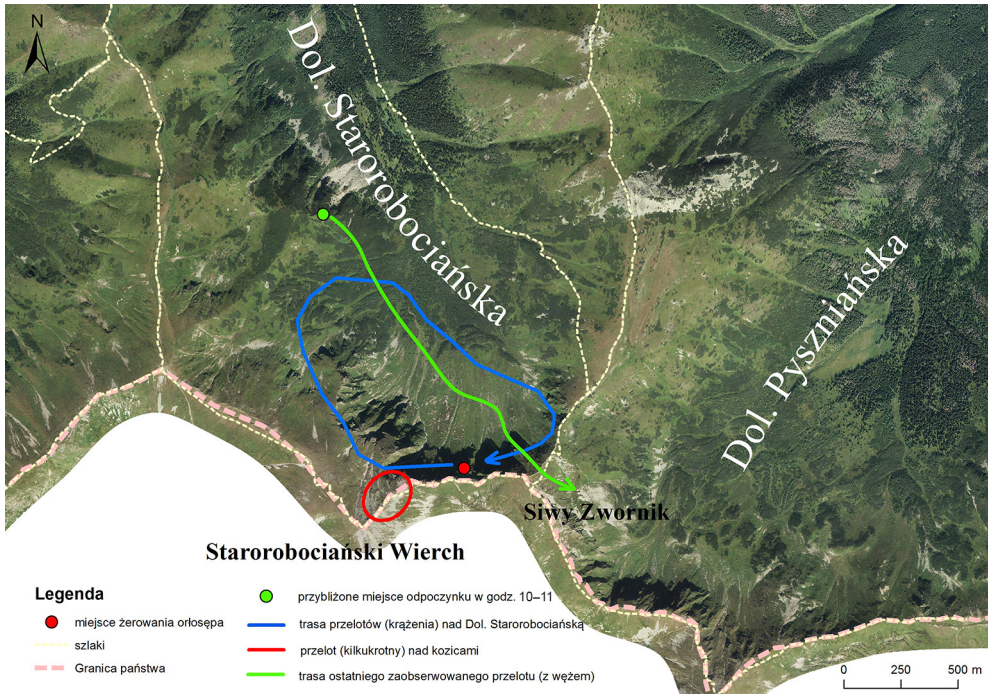 N
Dol. Starorobociańska
Dol. Pyszniańska
Siwy Zwornik
Starorobociański Wierch
Legenda
miejsce żerowania orłosępa
szlaki
Granica państwa
przybliżone miejsce odpoczynku w godz. 10–11
trasa przelotów (krążenia) nad Dol. Starorobociańską
przelot (kilkukrotny) nad kozicami
trasa ostatniego zaobserwowanego przelotu (z wężem)
0 250 500 m